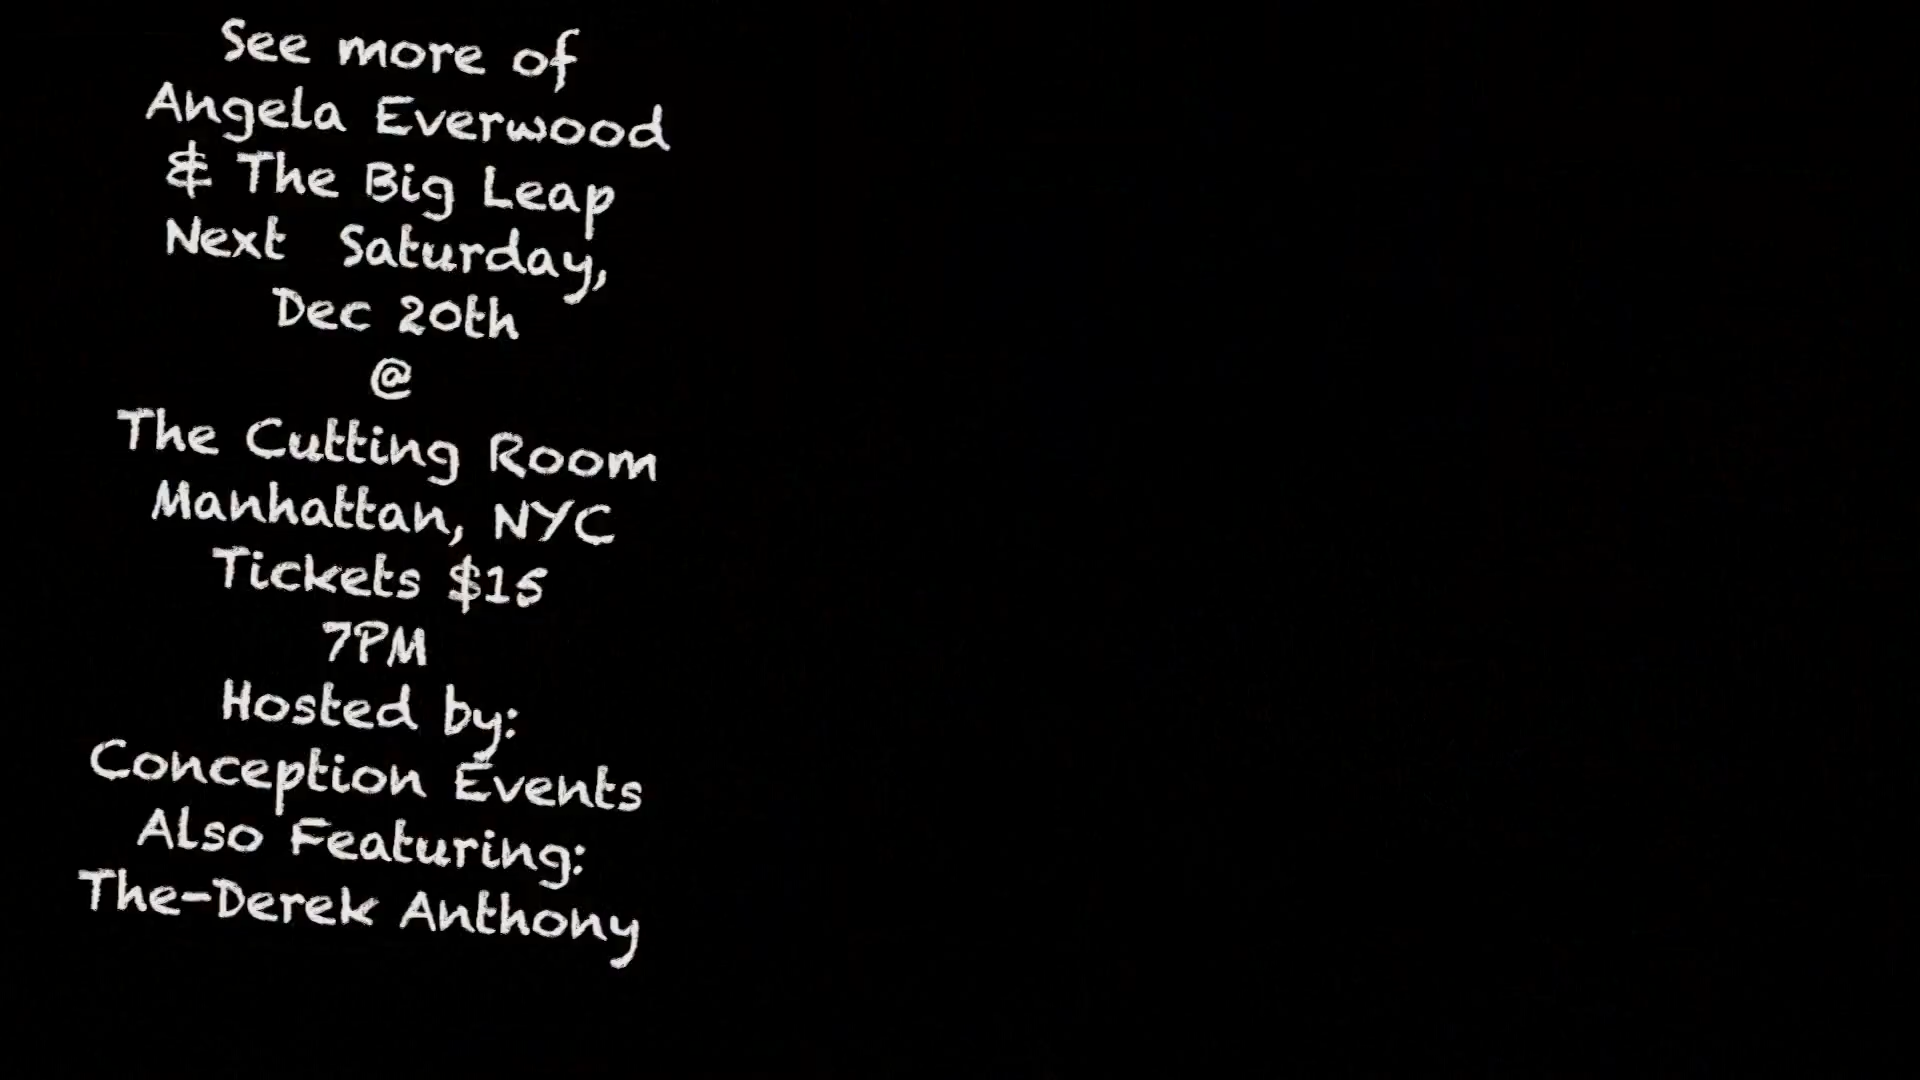 See more of
Angela Everwood
& The Big Leap
Next Saturday,
Dec 20th
@
The Cutting Room
Manhattan, NYC
Tickets $15
7PM
Hosted by:
Conception Events
Also Featuring:
The-Derek Anthony